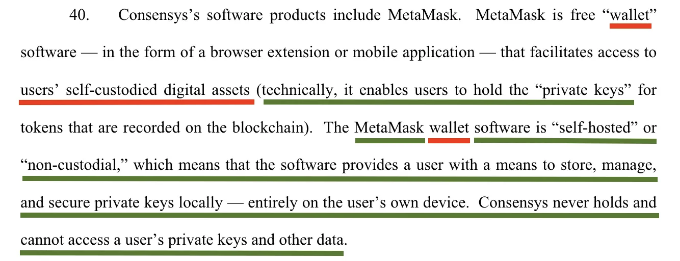 40. Consensys’s software products include MetaMask. MetaMask is free “wallet”
software — in the form of a browser extension or mobile application — that facilitates access to
users’ self-custodied digital assets (technically, it enables users to hold the “private keys” for
tokens that are recorded on the blockchain). The MetaMask wallet software is “self-hosted” or
“non-custodial,” which means that the software provides a user with a means to store, manage,
and secure private keys locally — entirely on the user’s own device. Consensys never holds and
cannot access a user’s private keys and other data.